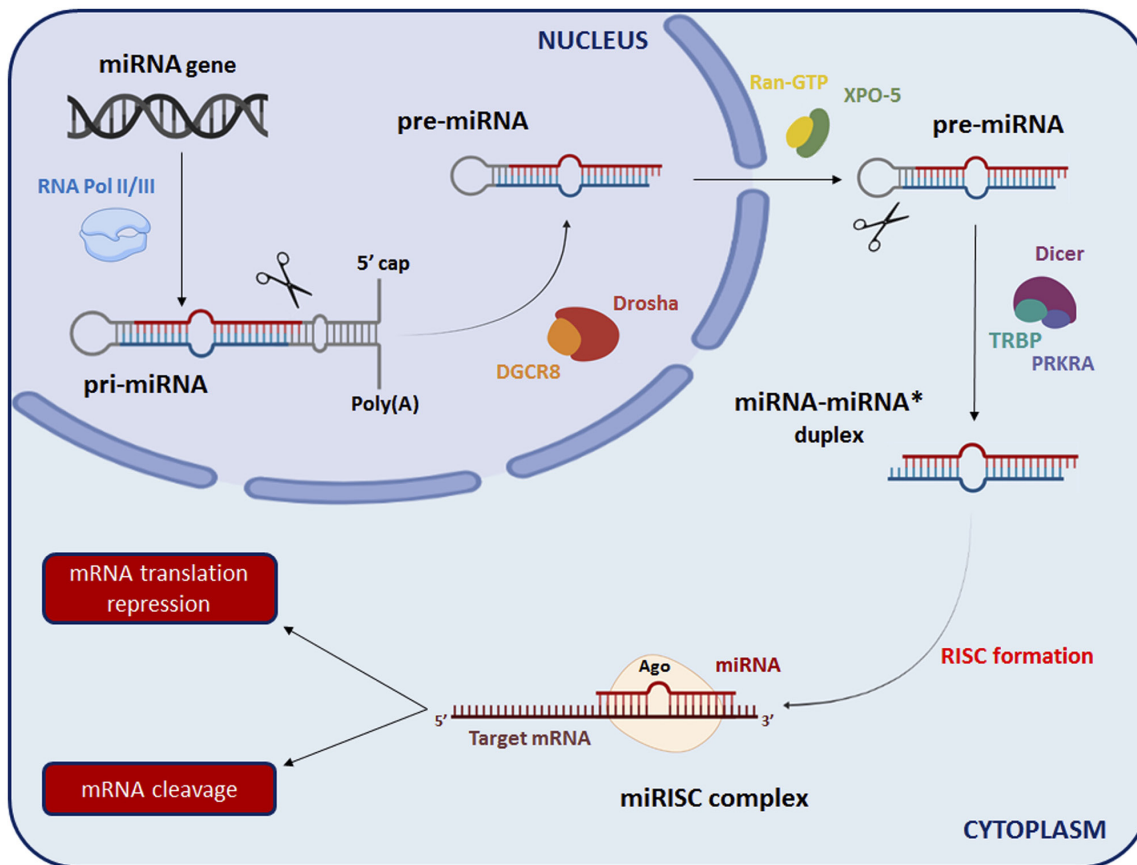 NUCLEUS
miRNA gene
RNA Pol II/III
pre-miRNA
Ran-GTP
XPO-5
pre-miRNA
5' cap
Drosha
DGCR8
pri-miRNA
Poly(A)
Dicer
TRBP
PRKRA
miRNA-miRNA*
duplex
RISC formation
mRNA translation
repression
Ago
miRNA
5'
3'
Target mRNA
mRNA cleavage
miRISC complex
CYTOPLASM